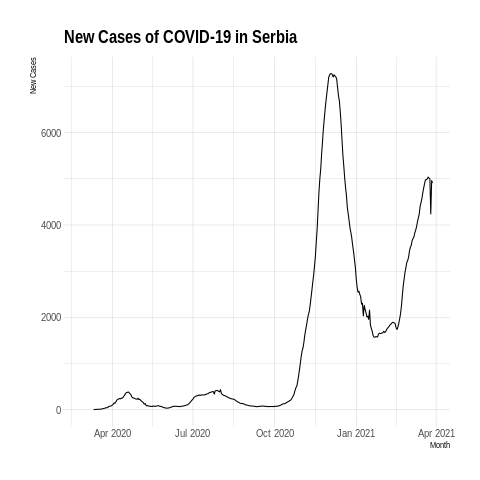 New Cases of COVID-19 in Serbia
New Cases
6000
4000
2000
0
Apr 2020 Jul 2020 Oct 2020 Jan 2021 Apr 2021
Month